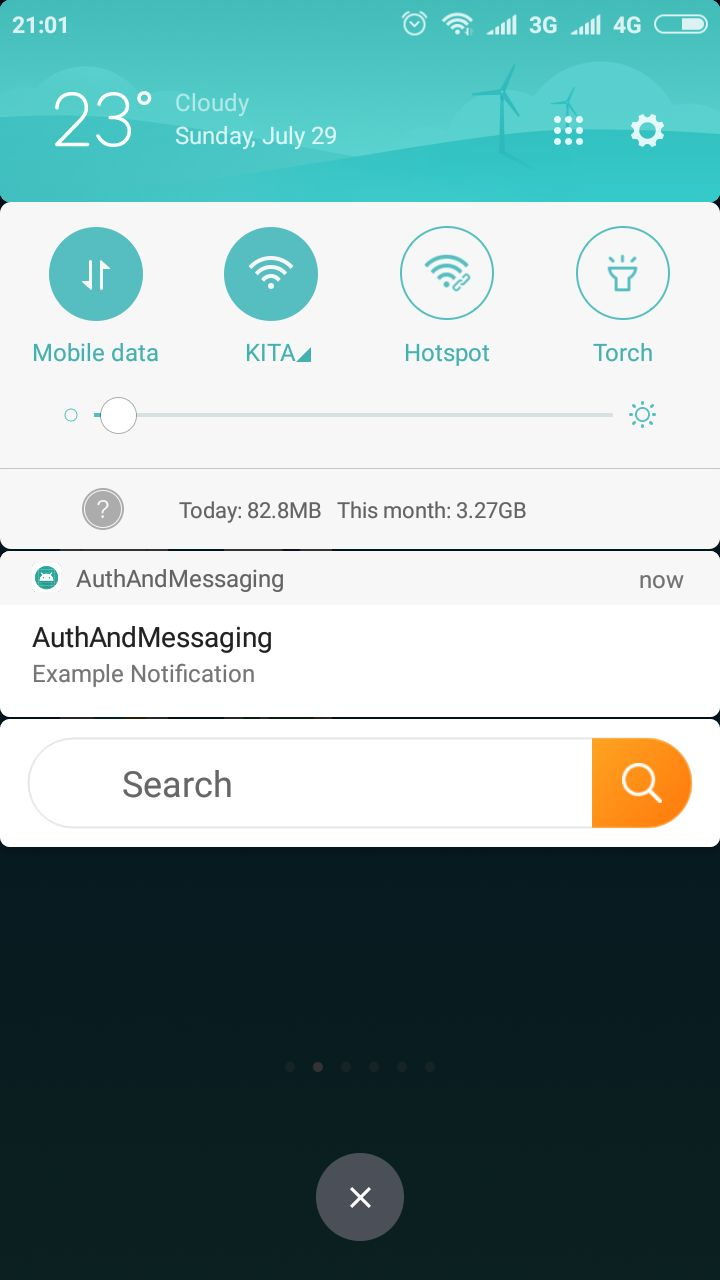 21:01 3G 4G
23° Cloudy
Sunday, July 29
Mobile data KITA Hotspot Torch
? Today: 82.8MB This month: 3.27GB
AuthAndMessaging now
AuthAndMessaging
Example Notification
Search